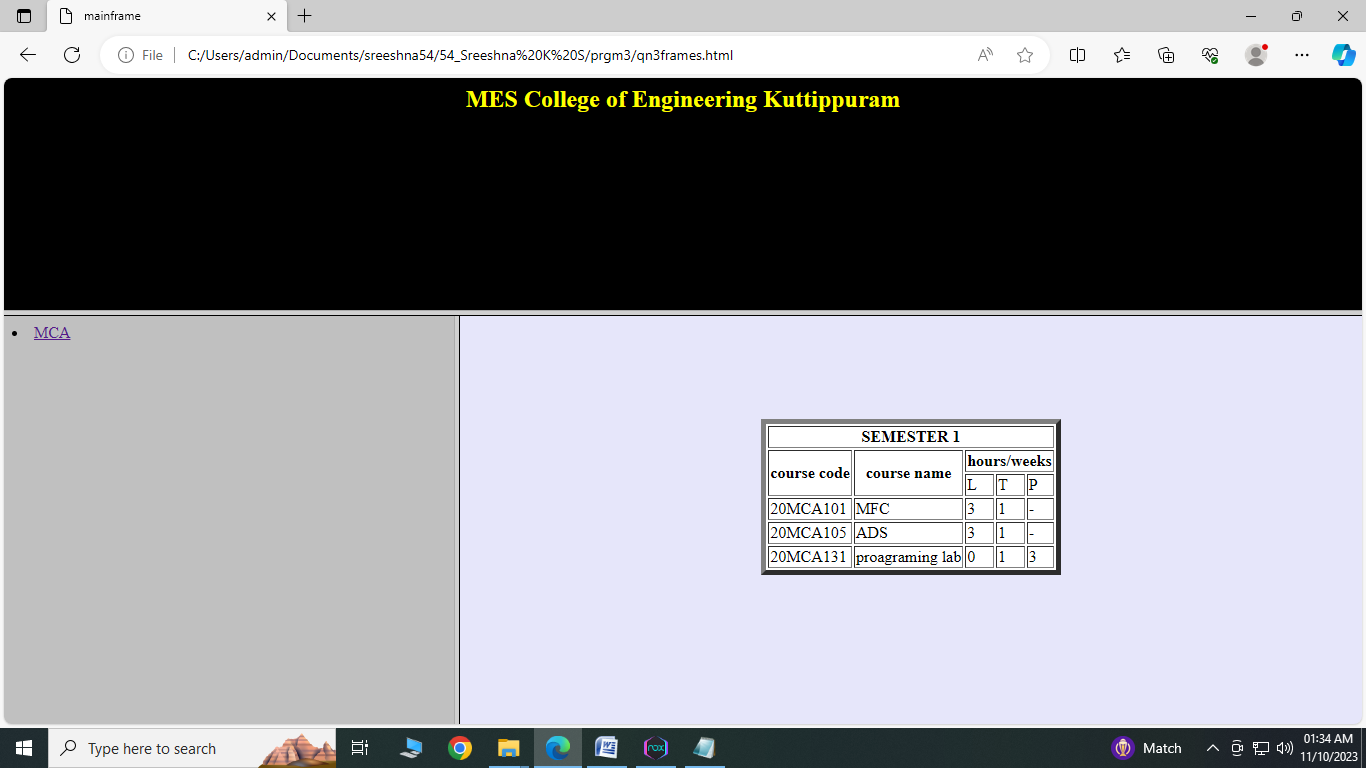 mainframe
File
C:/Users/admin/Documents/sreeshna54/54_Sreeshna%20K%20S/prgm3/qn3frames.html
MES College of Engineering Kuttippuram
MCA
SEMESTER 1
course code course name hours/weeks
L T P
20MCA101 MFC 3 1 -
20MCA105 ADS 3 1 -
20MCA131 proagraming lab 0 1 3
Type here to search
Match
01:34 AM
11/10/2023